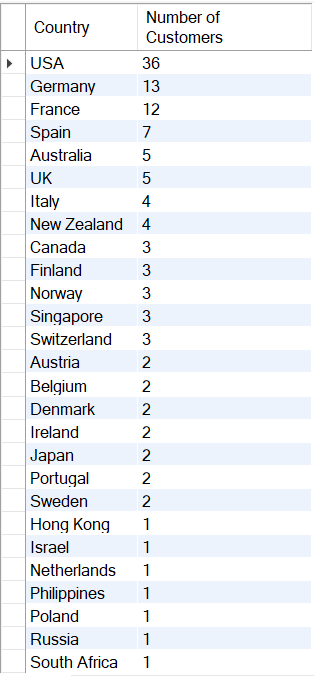 Country Number of
Customers
USA 36
Germany 13
France 12
Spain 7
Australia 5
UK 5
Italy 4
New Zealand 4
Canada 3
Finland 3
Norway 3
Singapore 3
Switzerland 3
Austria 2
Belgium 2
Denmark 2
Ireland 2
Japan 2
Portugal 2
Sweden 2
Hong Kong 1
Israel 1
Netherlands 1
Philippines 1
Poland 1
Russia 1
South Africa 1